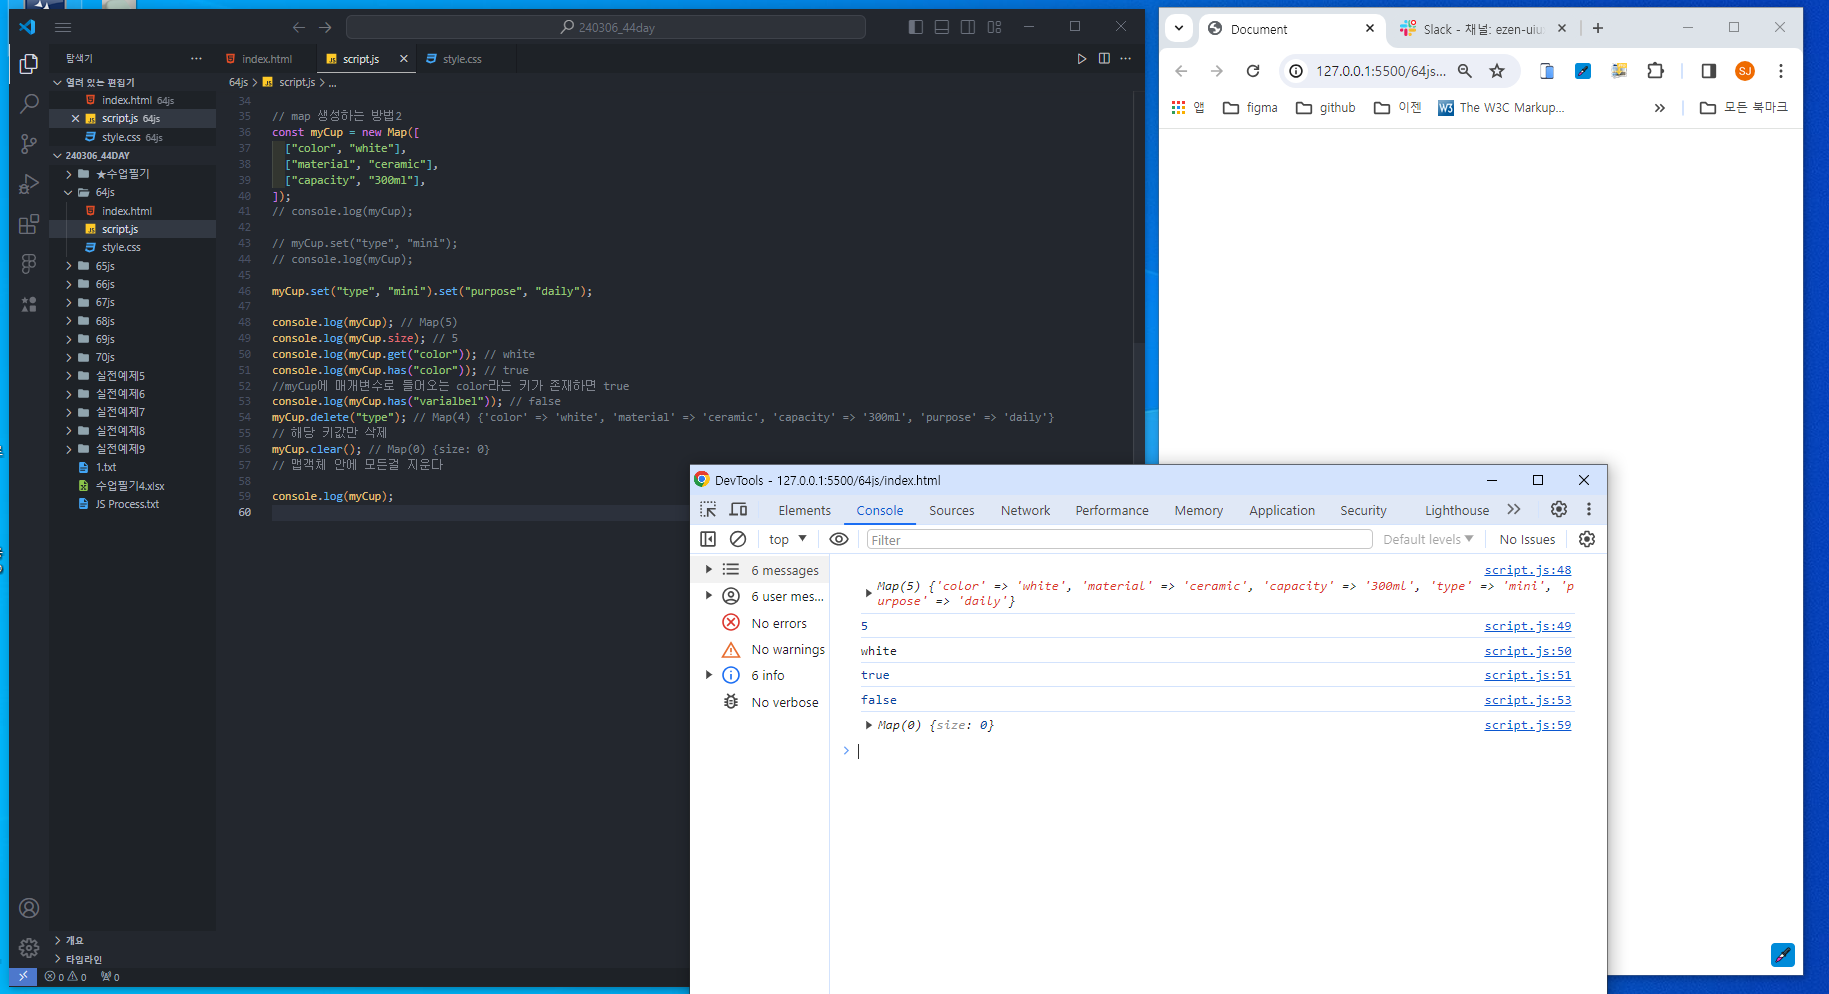 240306_44day
탐색기
열려 있는 편집기
index.html 64js
script.js 64js
style.css 64js
240306_44DAY
★수업필기
64js
index.html
script.js
style.css
65js
66js
67js
68js
69js
70js
실전예제5
실전예제6
실전예제7
실전예제8
실전예제9
1.txt
수업필기4.xlsx
JS Process.txt
개요
타임라인
0 0 0
index.html script.js style.css
64js > script.js > ...
34
35 // map 생성하는 방법2
36 const myCup = new Map([
37 ["color", "white"],
38 ["material", "ceramic"],
39 ["capacity", "300ml"],
40 ]);
41 // console.log(myCup);
42
43 // myCup.set("type", "mini");
44 // console.log(myCup);
45
46 myCup.set("type", "mini").set("purpose", "daily");
47
48 console.log(myCup); // Map(5)
49 console.log(myCup.size); // 5
50 console.log(myCup.get("color")); // white
51 console.log(myCup.has("color")); // true
52 //myCup에 매개변수로 들어오는 color라는 키가 존재하면 true
53 console.log(myCup.has("varialbel")); // false
54 myCup.delete("type"); // Map(4) {'color' => 'white', 'material' => 'ceramic', 'capacity' => '300ml', 'purpose' => 'daily'}
55 // 해당 키값만 삭제
56 myCup.clear(); // Map(0) {size: 0}
57 // 맵객체 안에 모든걸 지운다
58
59 console.log(myCup);
60
Document Slack - 채널: ezen-uiu
127.0.0.1:5500/64js... SJ
앱 figma github 이젠 W3 The W3C Markup... » 모든 북마크
DevTools - 127.0.0.1:5500/64js/index.html
Elements Console Sources Network Performance Memory Application Security Lighthouse
top Filter Default levels No Issues
6 messages
6 user mes...
No errors
No warnings
6 info
No verbose
script.js:48
Map(5) {'color' => 'white', 'material' => 'ceramic', 'capacity' => '300ml', 'type' => 'mini', 'p
urpose' => 'daily'}
5 script.js:49
white script.js:50
true script.js:51
false script.js:53
Map(0) {size: 0} script.js:59